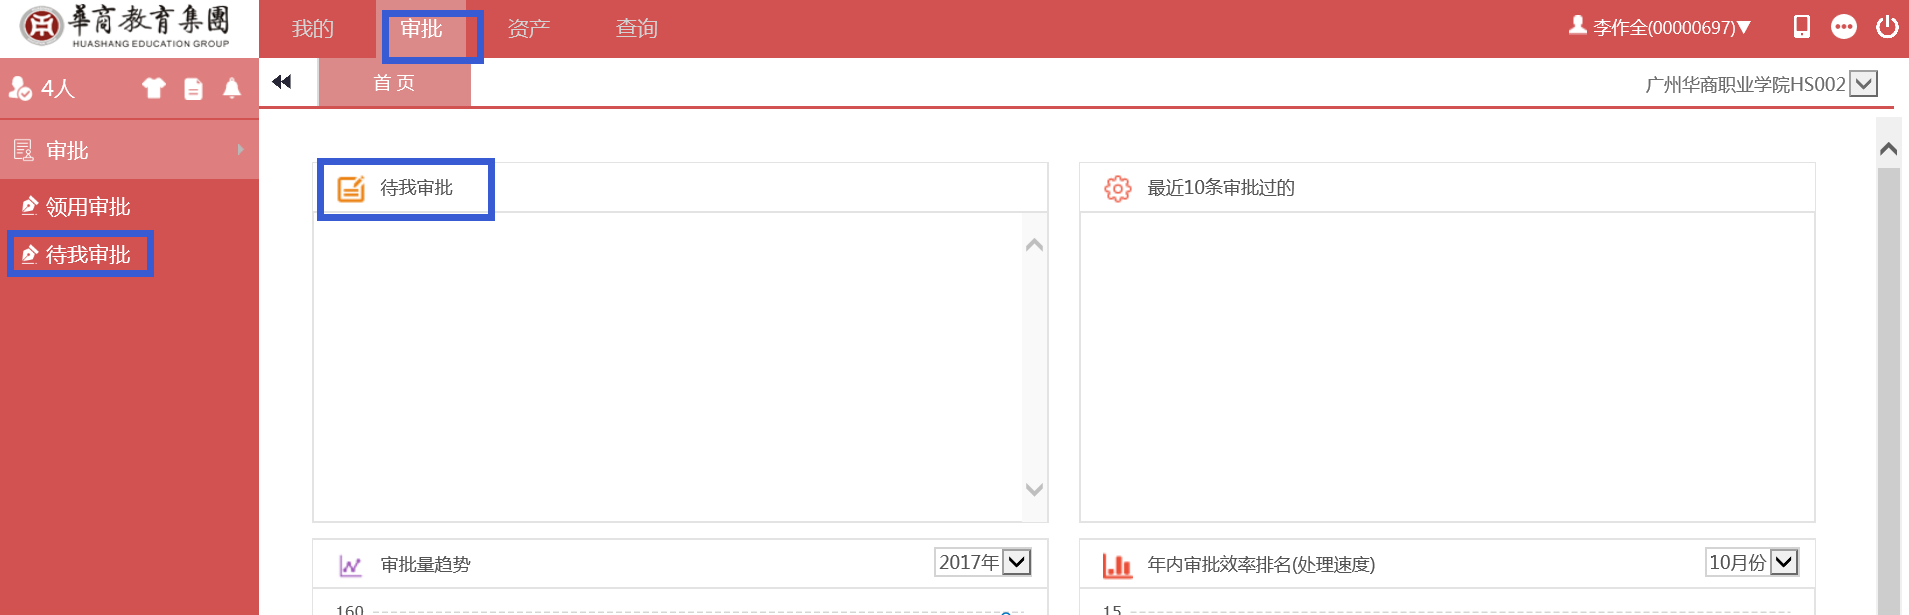 華商教育集團
HUASHANG EDUCATION GROUP
我的
审批
资产
查询
李作全(00000697)▼
4人
首页
广州华商职业学院HS002
审批
领用审批
待我审批
待我审批
最近10条审批过的
审批量趋势
2017年
年内审批效率排名(处理速度)
10月份
160
15